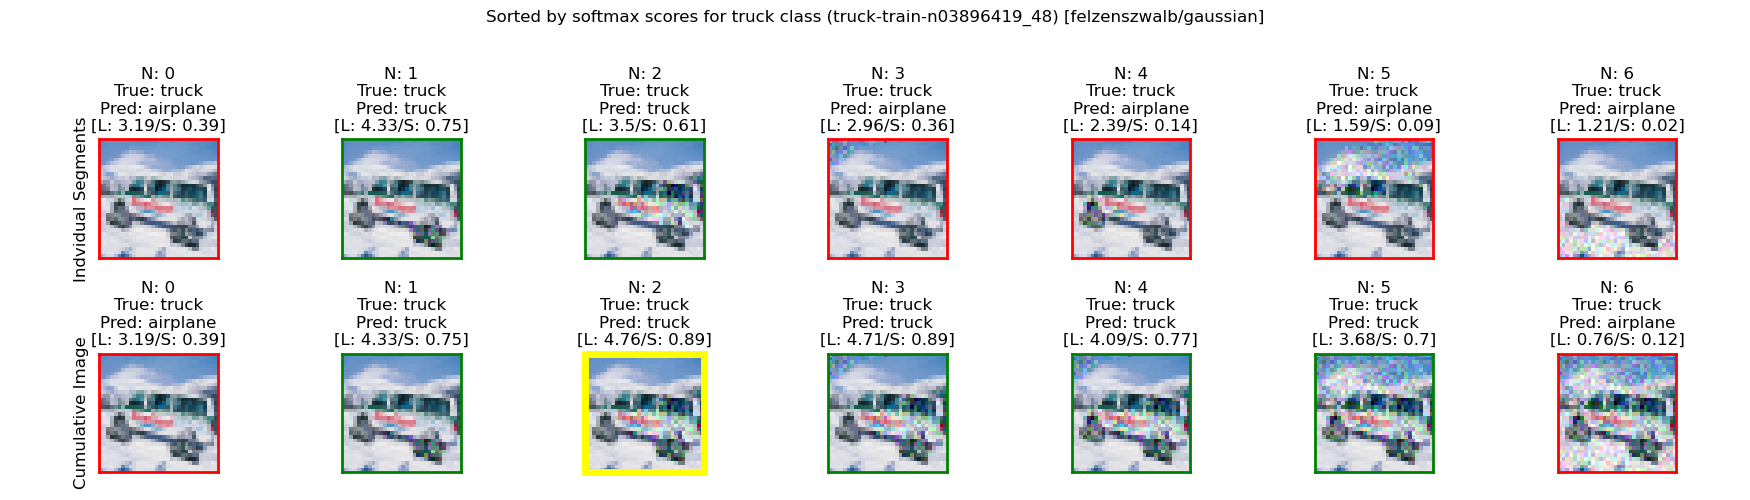 Sorted by softmax scores for truck class (truck-train-n03896419_48) [felzenszwalb/gaussian]
Indvidual Segments
N: 0
True: truck
Pred: airplane
[L: 3.19/S: 0.39]
N: 1
True: truck
Pred: truck
[L: 4.33/S: 0.75]
N: 2
True: truck
Pred: truck
[L: 3.5/S: 0.61]
N: 3
True: truck
Pred: airplane
[L: 2.96/S: 0.36]
N: 4
True: truck
Pred: airplane
[L: 2.39/S: 0.14]
N: 5
True: truck
Pred: airplane
[L: 1.59/S: 0.09]
N: 6
True: truck
Pred: airplane
[L: 1.21/S: 0.02]
Cumulative Image
N: 0
True: truck
Pred: airplane
[L: 3.19/S: 0.39]
N: 1
True: truck
Pred: truck
[L: 4.33/S: 0.75]
N: 2
True: truck
Pred: truck
[L: 4.76/S: 0.89]
N: 3
True: truck
Pred: truck
[L: 4.71/S: 0.89]
N: 4
True: truck
Pred: truck
[L: 4.09/S: 0.77]
N: 5
True: truck
Pred: truck
[L: 3.68/S: 0.7]
N: 6
True: truck
Pred: airplane
[L: 0.76/S: 0.12]